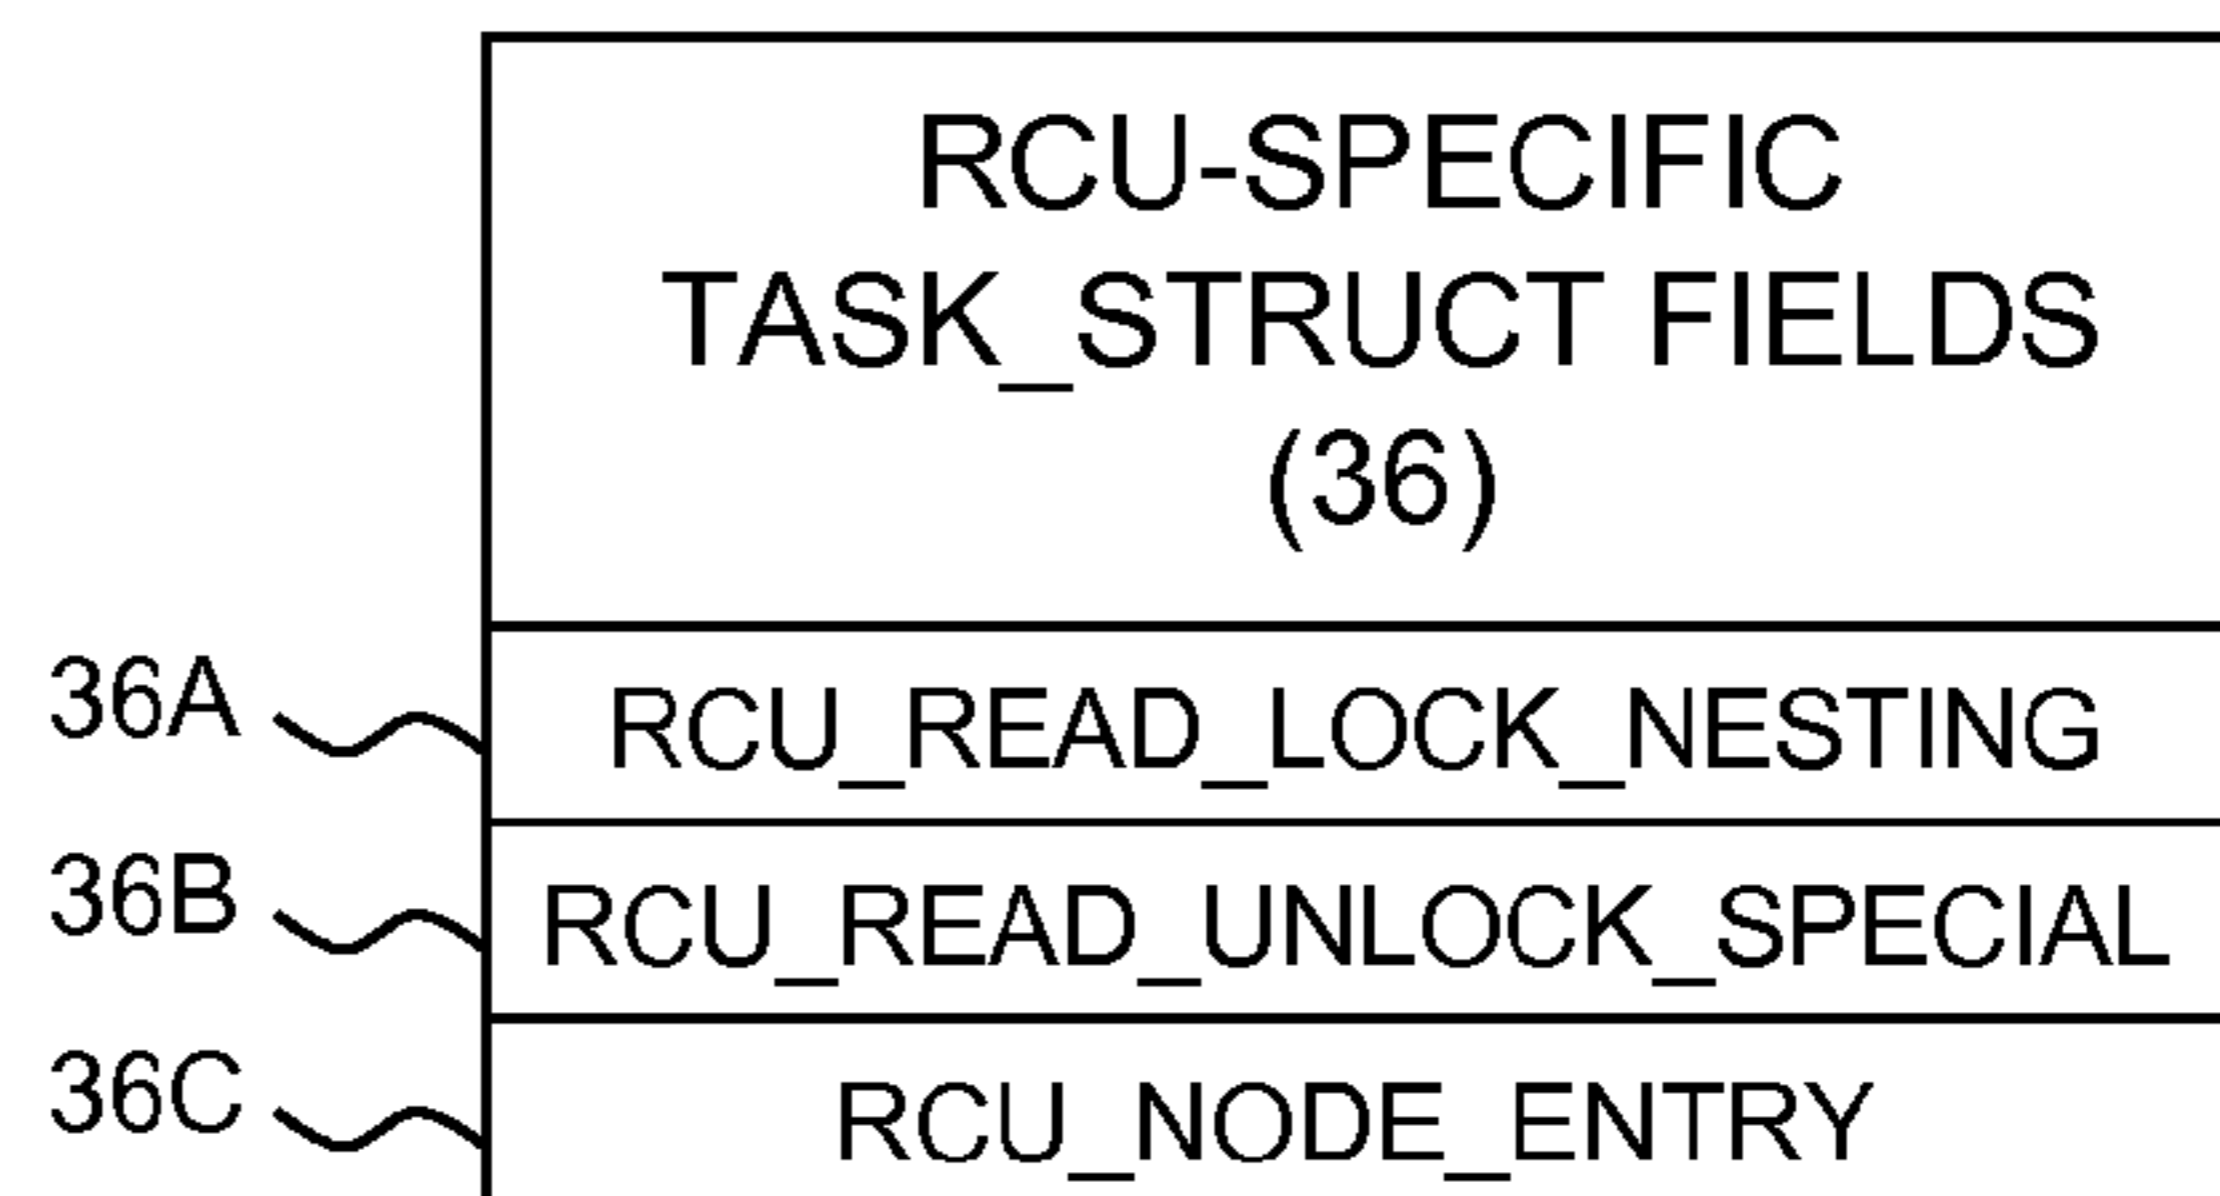 RCU-SPECIFIC
TASK_STRUCT FIELDS
(36)
36A RCU_READ_LOCK_NESTING
36B RCU_READ_UNLOCK_SPECIAL
36C RCU_NODE_ENTRY